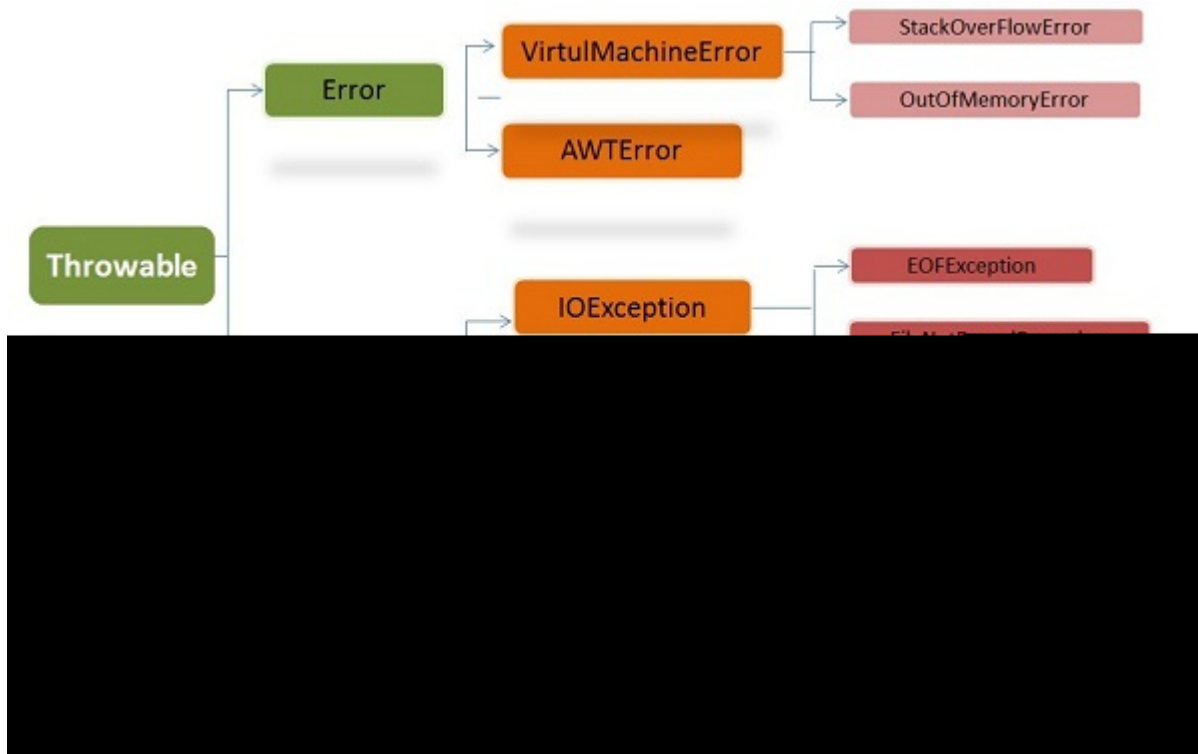 StackOverFlowError
VirtulMachineError
Error
OutOfMemoryError
AWTError
Throwable
EOFException
IOException